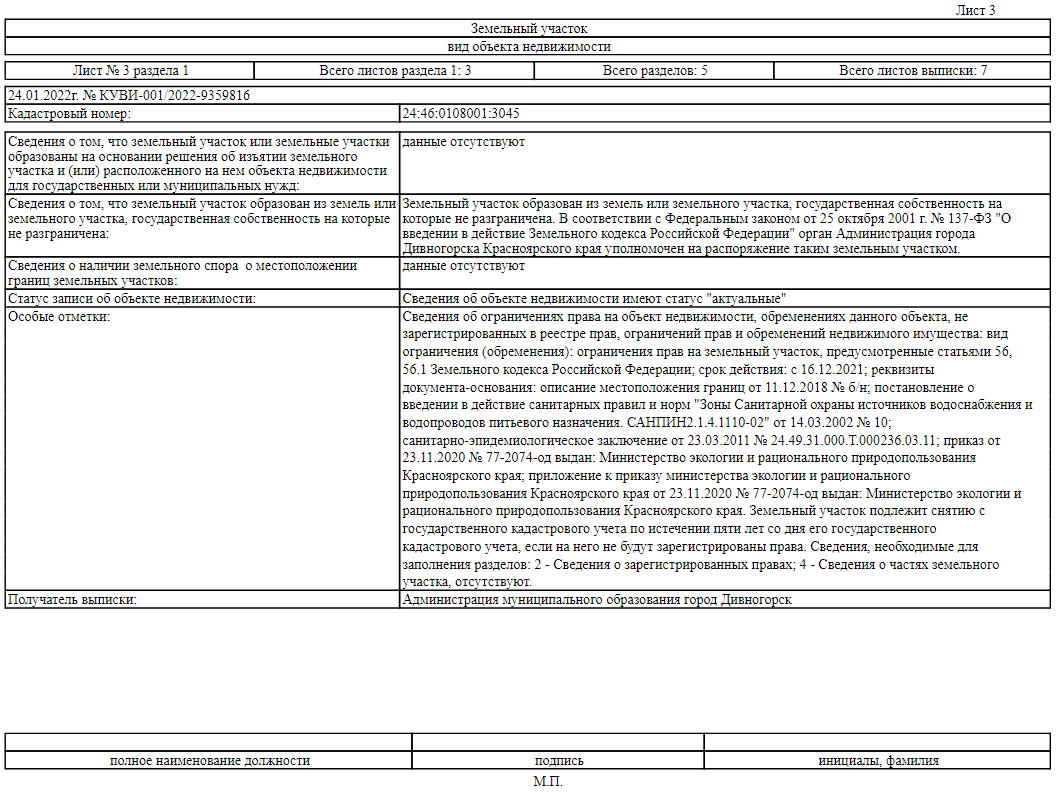 Лист 3
Земельный участок
вид объекта недвижимости
Лист № 3 раздела 1
Всего листов раздела 1: 3
Всего разделов: 5
Всего листов выписки: 7
24.01.2022г. № КУВИ-001/2022-9359816
Кадастровый номер:
24:46:0108001:3045
Сведения о том, что земельный участок или земельные участки
образованы на основании решения об изъятии земельного
участка и (или) расположенного на нем объекта недвижимости
для государственных или муниципальных нужд:
данные отсутствуют
Сведения о том, что земельный участок образован из земель или
земельного участка, государственная собственность на которые
не разграничена:
Земельный участок образован из земель или земельного участка, государственная собственность на
которые не разграничена. В соответствии с Федеральным законом от 25 октября 2001 г. № 137-ФЗ "О
введении в действие Земельного кодекса Российской Федерации" орган Администрация города
Дивногорска Красноярского края уполномочен на распоряжение таким земельным участком.
Сведения о наличии земельного спора о местоположении
границ земельных участков:
данные отсутствуют
Статус записи об объекте недвижимости:
Сведения об объекте недвижимости имеют статус "актуальные"
Особые отметки:
Сведения об ограничениях права на объект недвижимости, обременениях данного объекта, не
зарегистрированных в реестре прав, ограничений прав и обременений недвижимого имущества: вид
ограничения (обременения): ограничения прав на земельный участок, предусмотренные статьями 56,
56.1 Земельного кодекса Российской Федерации; срок действия: с 16.12.2021; реквизиты
документа-основания: описание местоположения границ от 11.12.2018 № б/н; постановление о
введении в действие санитарных правил и норм "Зоны Санитарной охраны источников водоснабжения и
водопроводов питьевого назначения. САНПИН2.1.4.1110-02" от 14.03.2002 № 10;
санитарно-эпидемиологическое заключение от 23.03.2011 № 24.49.31.000.Т.000236.03.11; приказ от
23.11.2020 № 77-2074-од выдан: Министерство экологии и рационального природопользования
Красноярского края; приложение к приказу министерства экологии и рационального
природопользования Красноярского края от 23.11.2020 № 77-2074-од выдан: Министерство экологии и
рационального природопользования Красноярского края. Земельный участок подлежит снятию с
государственного кадастрового учета по истечении пяти лет со дня его государственного
кадастрового учета, если на него не будут зарегистрированы права. Сведения, необходимые для
заполнения разделов: 2 - Сведения о зарегистрированных правах; 4 - Сведения о частях земельного
участка, отсутствуют.
Получатель выписки:
Администрация муниципального образования город Дивногорск
полное наименование должности
подпись
инициалы, фамилия
М.П.